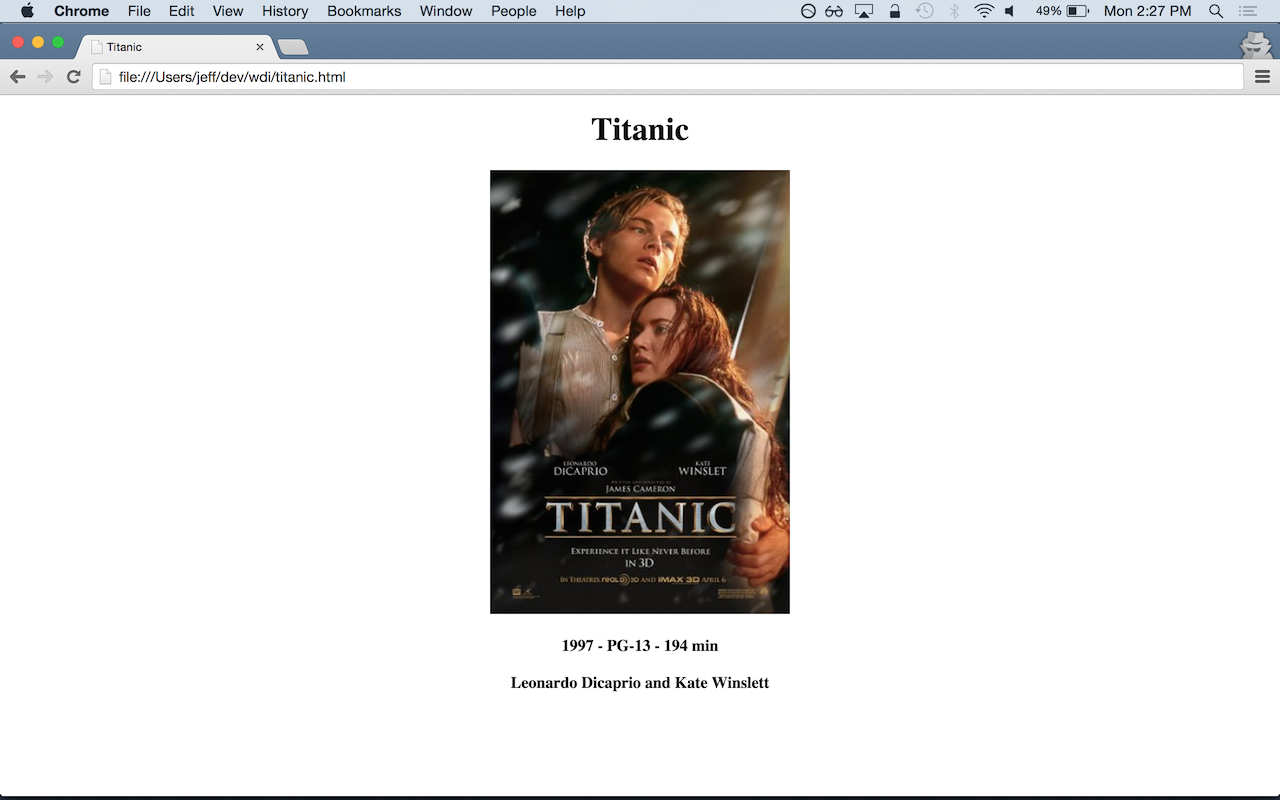 Chrome File Edit View History Bookmarks Window People Help 49% Mon 2:27 PM
Titanic
file:///Users/jeff/dev/wdi/titanic.html
Titanic
LEONARDO DICAPRIO
KATE WINSLET
WRITTEN AND DIRECTED BY
JAMES CAMERON
TITANIC
EXPERIENCE IT LIKE NEVER BEFORE
IN 3D
IN THEATRES, REALD 3D AND IMAX 3D APRIL 6
1997 - PG-13 - 194 min
Leonardo Dicaprio and Kate Winslett